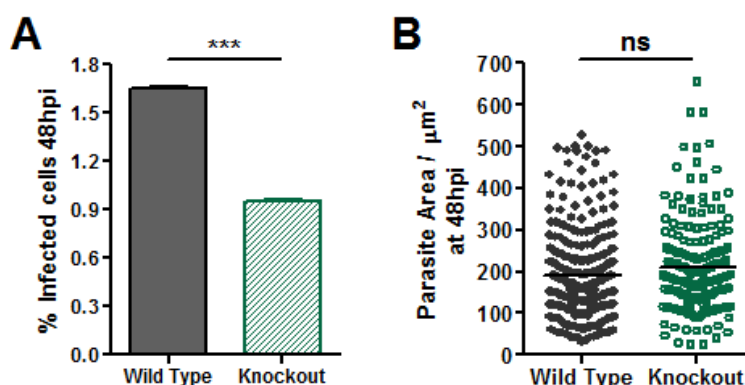 A
***
% Infected cells 48hpi
1.8
1.5
1.2
0.9
0.6
0.3
0.0
Wild Type Knockout
B
ns
Parasite Area / μm²
at 48hpi
700
600
500
400
300
200
100
0
Wild Type Knockout